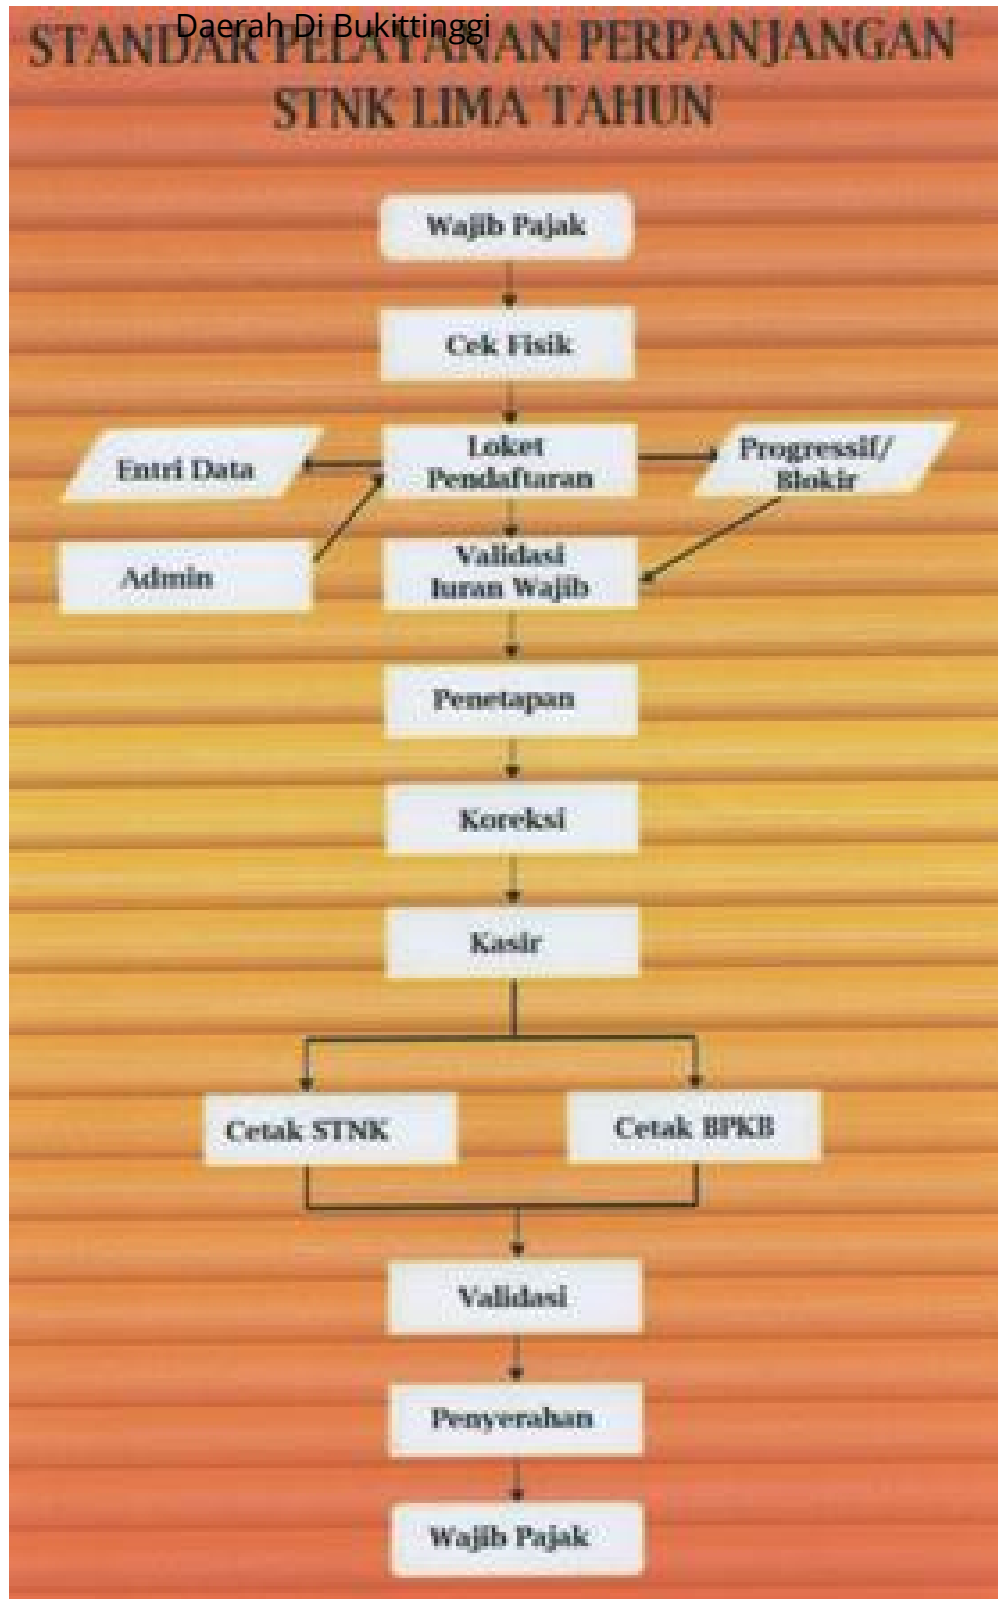 Daerah Di Bukittinggi
STANDAR PELAYANAN PERPANJANGAN
STNK LIMA TAHUN
Wajib Pajak
Cek Fisik
Entri Data
Loket
Pendaftaran
Progressif/
Blokir
Admin
Validasi
Iuran Wajib
Penetapan
Koreksi
Kasir
Cetak STNK
Cetak BPKB
Validasi
Penyerahan
Wajib Pajak